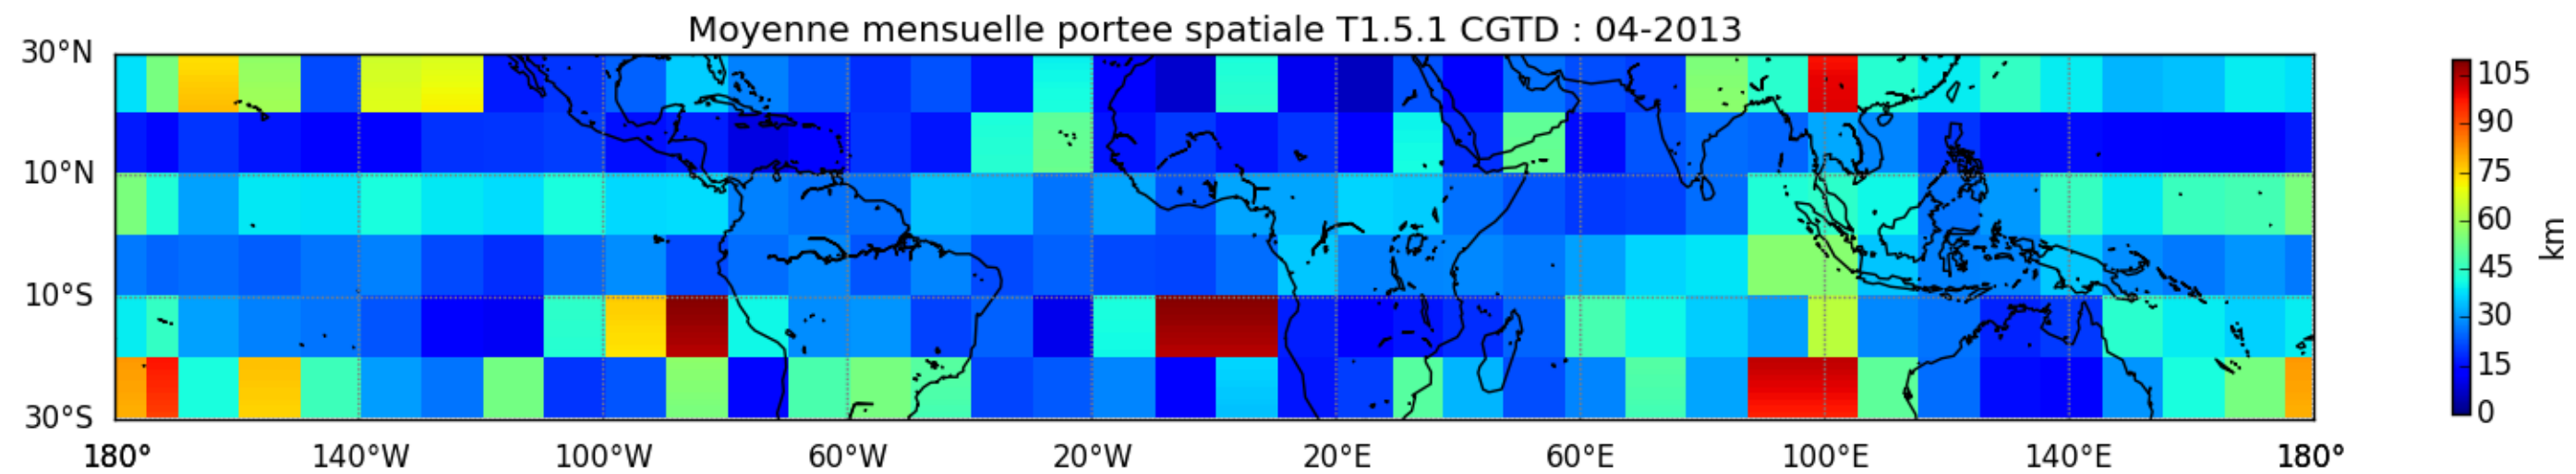 Moyenne mensuelle portee spatiale T1.5.1 CGTD : 04-2013
30°N
10°N
10°S
30°S
180° 140°W 100°W 60°W 20°W 20°E 60°E 100°E 140°E 180°
105
90
75
60
45
30
15
0
km